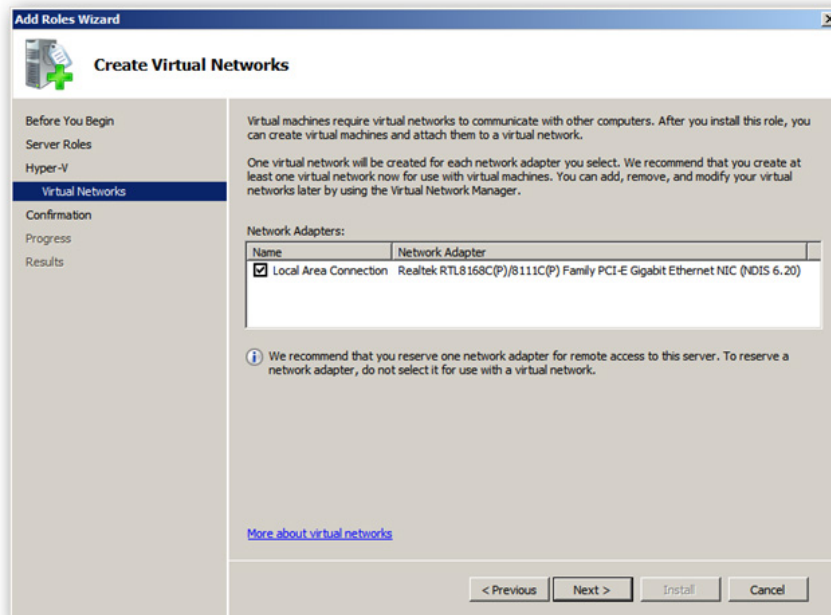 Add Roles Wizard
Create Virtual Networks
Before You Begin
Server Roles
Hyper-V
Virtual Networks
Confirmation
Progress
Results
Virtual machines require virtual networks to communicate with other computers. After you install this role, you
can create virtual machines and attach them to a virtual network.
One virtual network will be created for each network adapter you select. We recommend that you create at
least one virtual network now for use with virtual machines. You can add, remove, and modify your virtual
networks later by using the Virtual Network Manager.
Network Adapters:
Name Network Adapter
Local Area Connection Realtek RTL8168C(P)/8111C(P) Family PCI-E Gigabit Ethernet NIC (NDIS 6.20)
We recommend that you reserve one network adapter for remote access to this server. To reserve a
network adapter, do not select it for use with a virtual network.
More about virtual networks
< Previous Next > Install Cancel